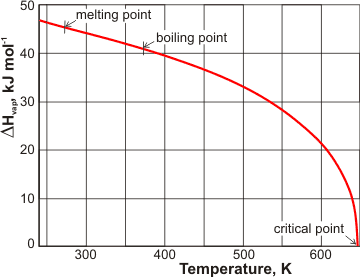 50
melting point
boiling point
40
30
20
10
critical point
0
300
400
500
600
Temperature, K
ΔHvap, kJ mol-1